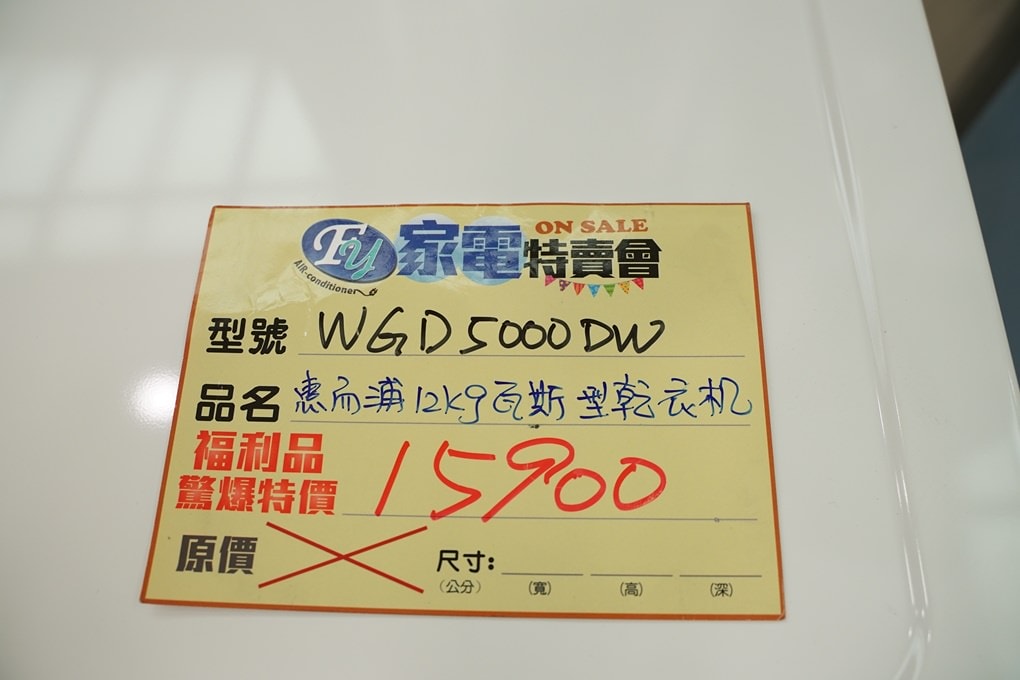 FY 家電特賣會 ON SALE
AIR-conditioner
型號 WGD5000DW
品名 惠而浦12kg瓦斯型乾衣机
福利品
驚爆特價 15900
原價 尺寸:
(公分) (寬) (高) (深)